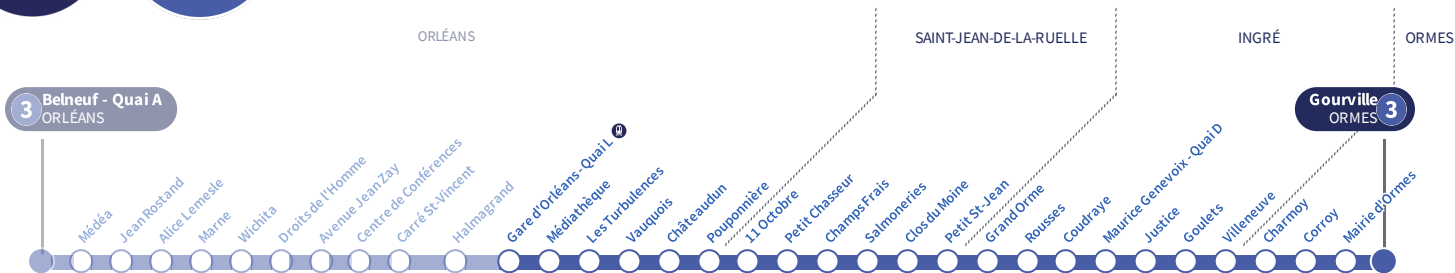 ORLÉANS
SAINT-JEAN-DE-LA-RUELLE
INGRÉ
ORMES
3
Belneuf - Quai A
ORLÉANS
Gourville
ORMES
3
Médéa
Jean Rostand
Alice Lemesle
Marne
Wichita
Droits de l'Homme
Avenue Jean Zay
Centre de Conférences
Carré St-Vincent
Halmagrand
Gare d'Orléans - Quai L
Médiathèque
Les Turbulences
Vauquois
Châteaudun
Pouponnière
11 Octobre
Petit Chasseur
Champs Frais
Salmoneries
Clos du Moine
Petit St-Jean
Grand Orme
Rousses
Coudraye
Maurice Genevoix - Quai D
Justice
Goulets
Villeneuve
Charmoy
Corroy
Mairie d'Ormes